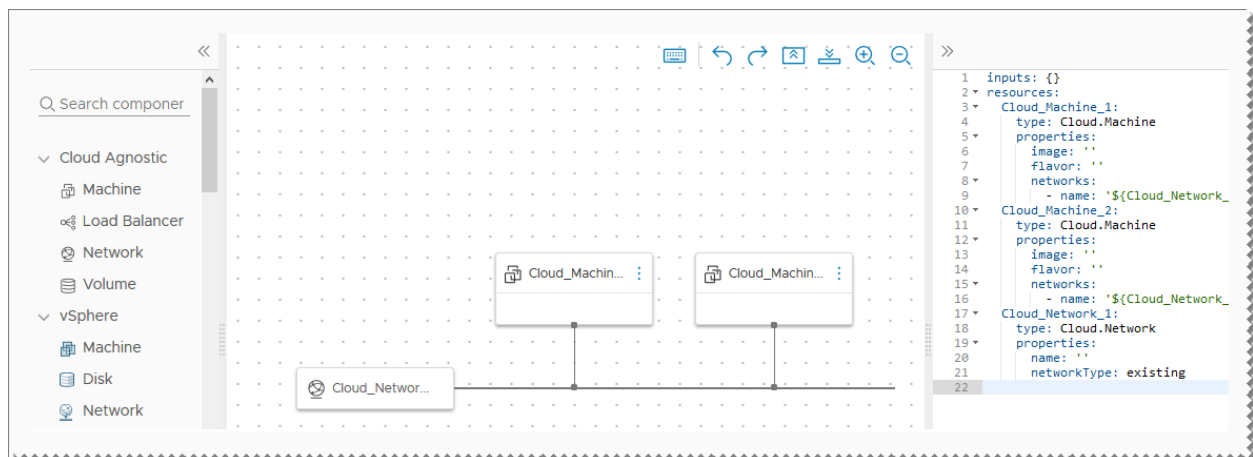 Search componer
Cloud Agnostic
Machine
Load Balancer
Network
Volume
vSphere
Machine
Disk
Network
Cloud_Machin...
Cloud_Machin...
Cloud_Networ...
1 inputs: {}
2 resources:
3 Cloud_Machine_1:
4 type: Cloud.Machine
5 properties:
6 image: ''
7 flavor: ''
8 networks:
9 - name: '${Cloud_Network_
10 Cloud_Machine_2:
11 type: Cloud.Machine
12 properties:
13 image: ''
14 flavor: ''
15 networks:
16 - name: '${Cloud_Network_
17 Cloud_Network_1:
18 type: Cloud.Network
19 properties:
20 name: ''
21 networkType: existing
22